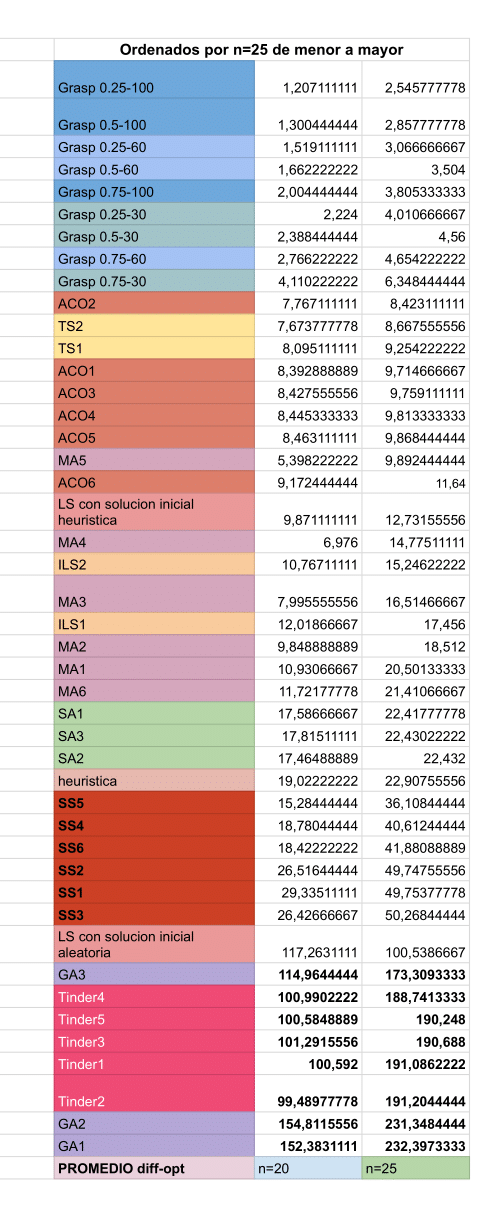 Ordenados por n=25 de menor a mayor
Grasp 0.25-100 1,207111111 2,545777778
Grasp 0.5-100 1,300444444 2,857777778
Grasp 0.25-60 1,519111111 3,066666667
Grasp 0.5-60 1,662222222 3,504
Grasp 0.75-100 2,004444444 3,805333333
Grasp 0.25-30 2,224 4,010666667
Grasp 0.5-30 2,388444444 4,56
Grasp 0.75-60 2,766222222 4,654222222
Grasp 0.75-30 4,110222222 6,348444444
ACO2 7,767111111 8,423111111
TS2 7,673777778 8,667555556
TS1 8,095111111 9,254222222
ACO1 8,392888889 9,714666667
ACO3 8,427555556 9,759111111
ACO4 8,445333333 9,813333333
ACO5 8,463111111 9,868444444
MA5 5,398222222 9,892444444
ACO6 9,172444444 11,64
LS con solucion inicial
heuristica 9,871111111 12,73155556
MA4 6,976 14,77511111
ILS2 10,76711111 15,24622222
MA3 7,995555556 16,51466667
ILS1 12,01866667 17,456
MA2 9,848888889 18,512
MA1 10,93066667 20,50133333
MA6 11,72177778 21,41066667
SA1 17,58666667 22,41777778
SA3 17,81511111 22,43022222
SA2 17,46488889 22,432
heuristica 19,02222222 22,90755556
SS5 15,28444444 36,10844444
SS4 18,78044444 40,61244444
SS6 18,42222222 41,88088889
SS2 26,51644444 49,74755556
SS1 29,33511111 49,75377778
SS3 26,42666667 50,26844444
LS con solucion inicial
aleatoria 117,2631111 100,5386667
GA3 114,9644444 173,3093333
Tinder4 100,9902222 188,7413333
Tinder5 100,5848889 190,248
Tinder3 101,2915556 190,688
Tinder1 100,592 191,0862222
Tinder2 99,48977778 191,2044444
GA2 154,8115556 231,3484444
GA1 152,3831111 232,3973333
PROMEDIO diff-opt n=20 n=25